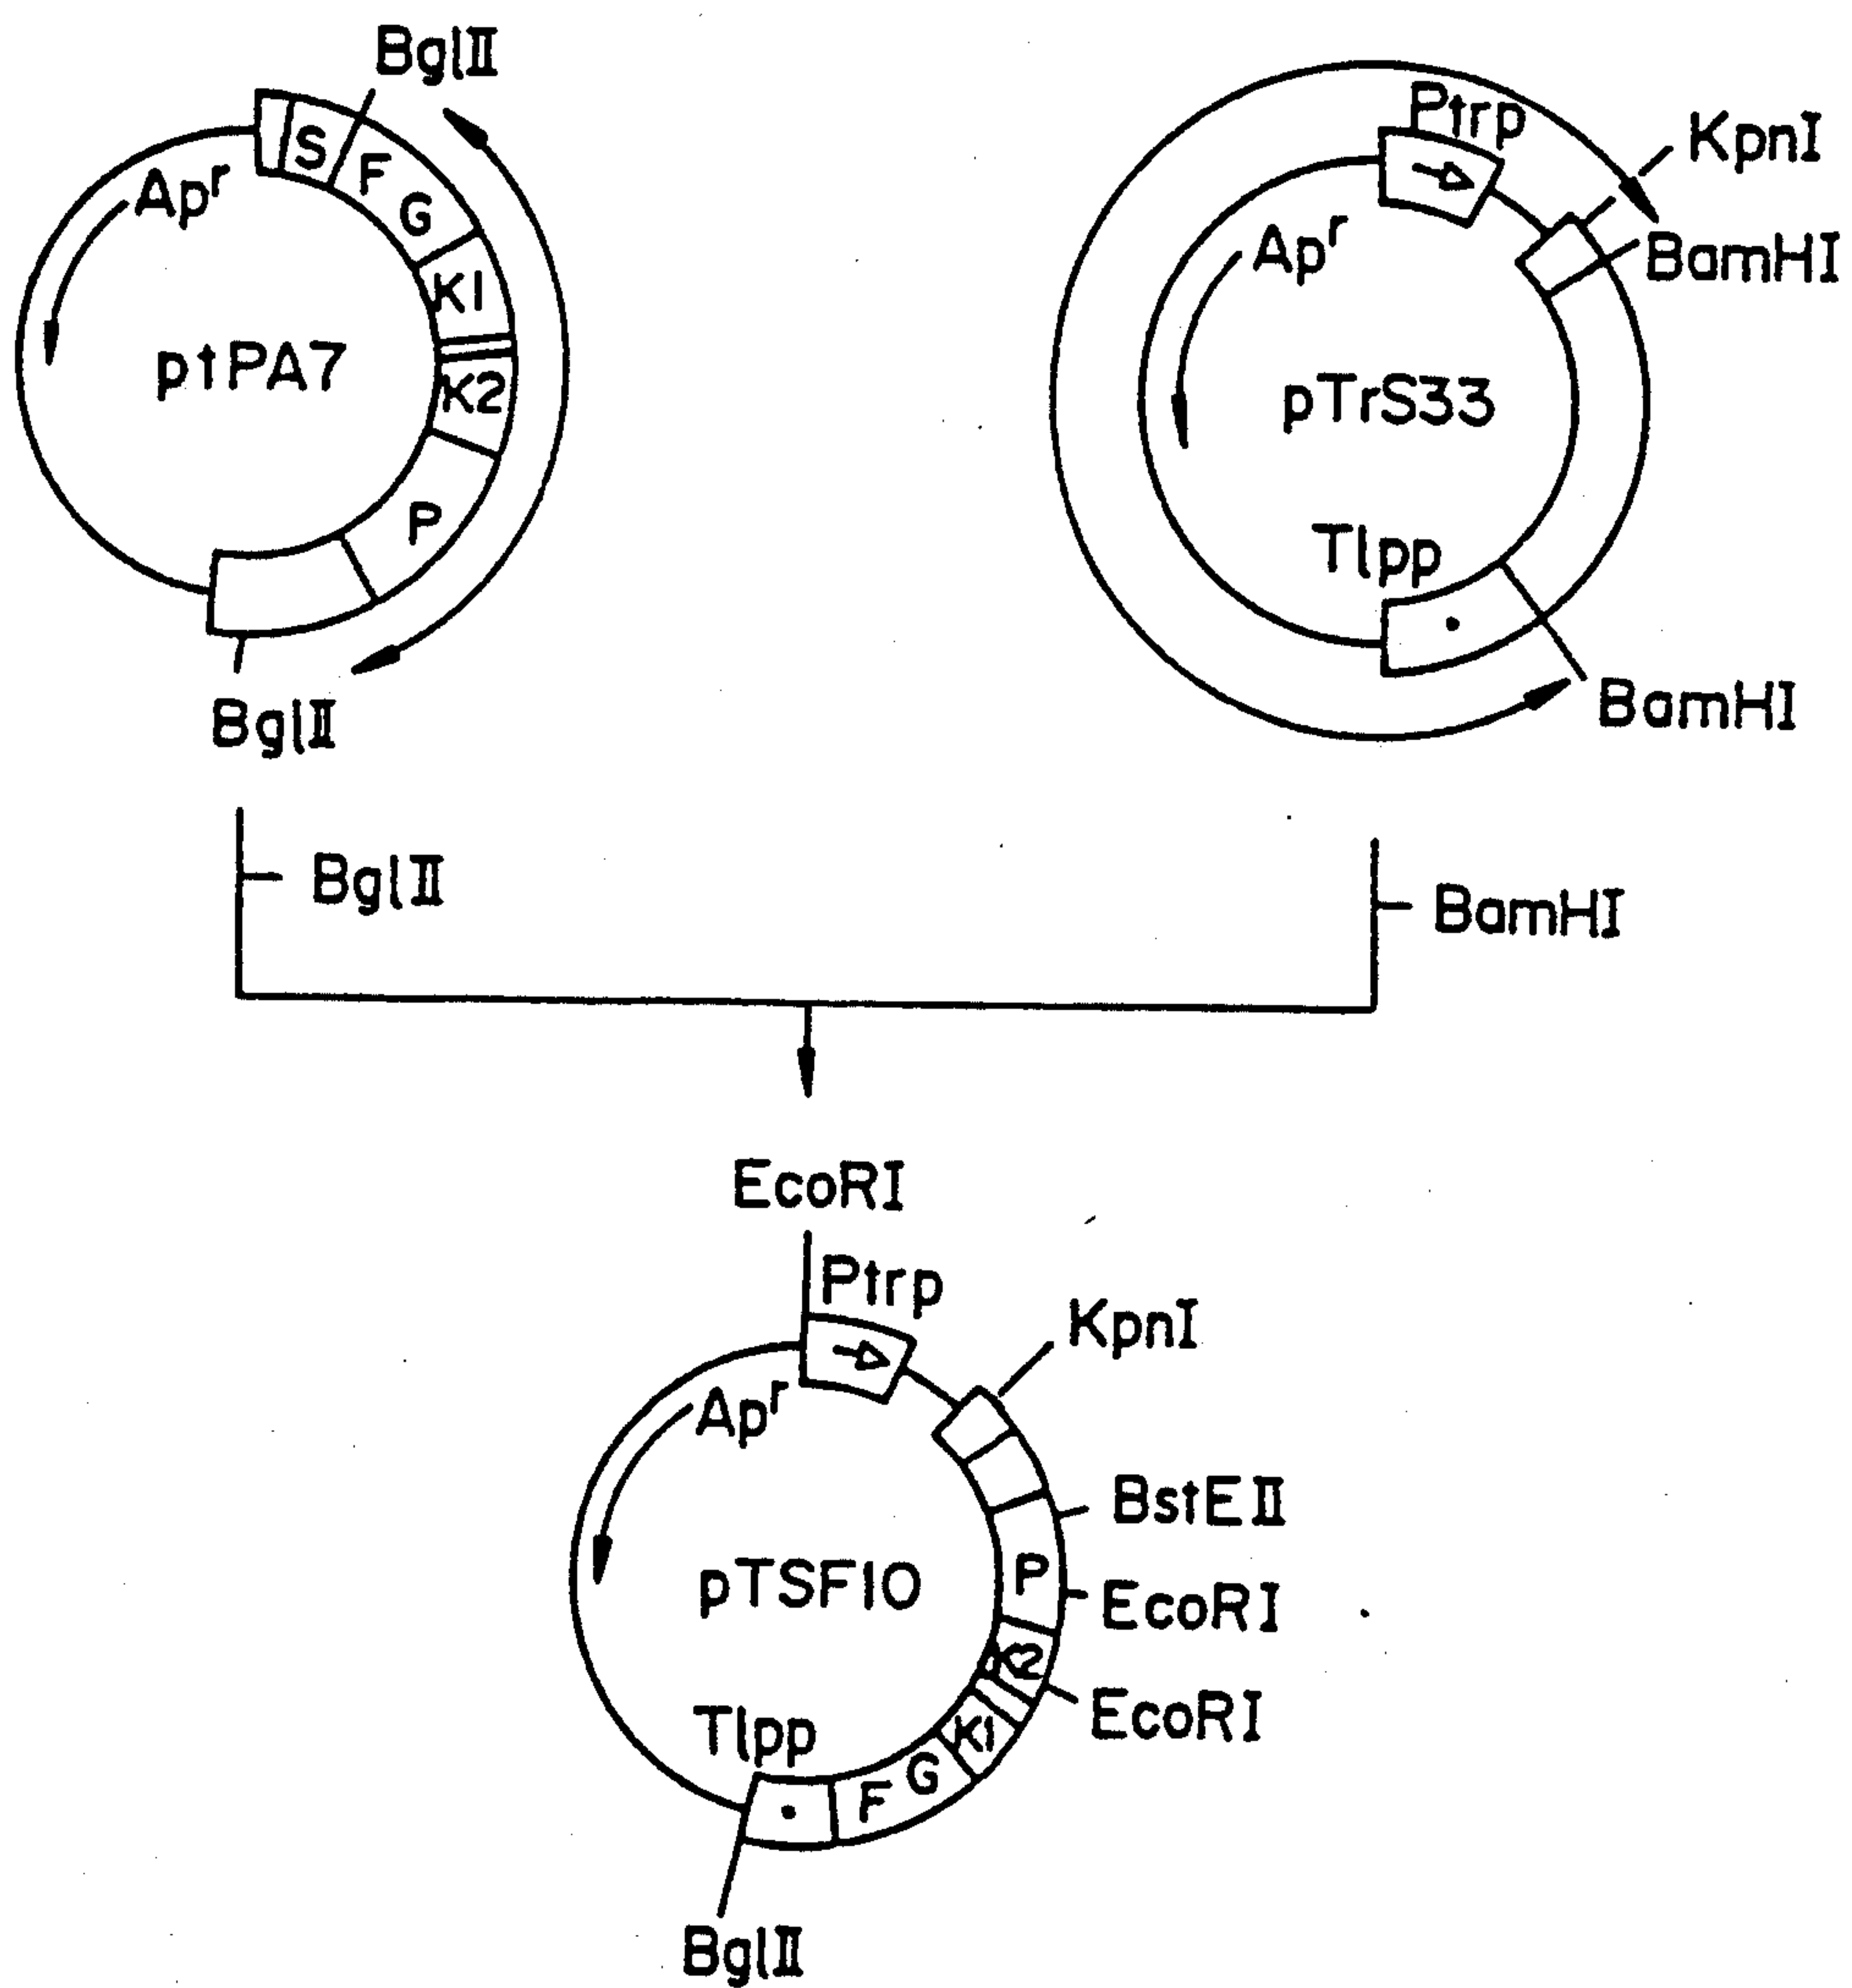 BglII
S
F
G
K1
K2
P
Apr
ptPA7
BglII
Ptrp
KpnI
BamHI
Apr
pTrS33
Tlpp
BamHI
BglII
BamHI
EcoRI
Ptrp
KpnI
Apr
BstEII
pTSF10
P
EcoRI
K2
EcoRI
K1
Tlpp
G
F
BglII